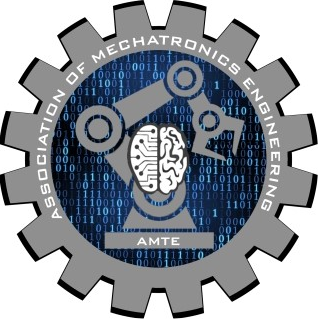 ASSOCIATION OF MECHATRONICS ENGINEERING
AMTE